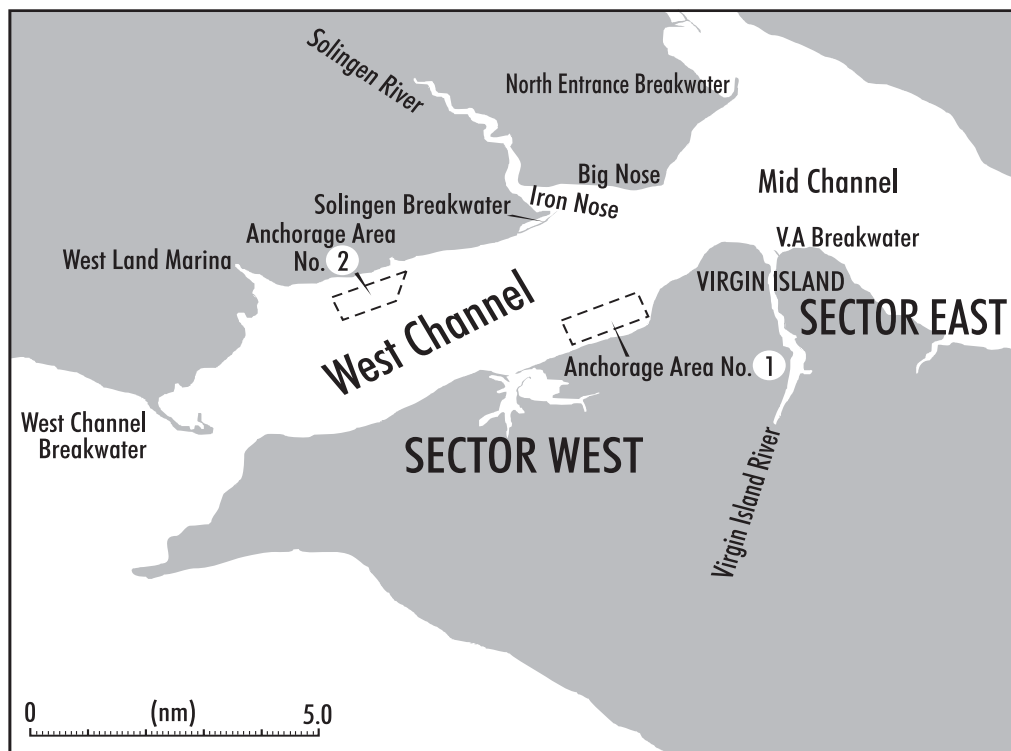 Solingen River
North Entrance Breakwater
Big Nose
Iron Nose
Mid Channel
Solingen Breakwater
Anchorage Area
No. 2
West Land Marina
V.A Breakwater
VIRGIN ISLAND
SECTOR EAST
West Channel
Anchorage Area No. 1
West Channel
Breakwater
SECTOR WEST
Virgin Island River
0 (nm) 5.0